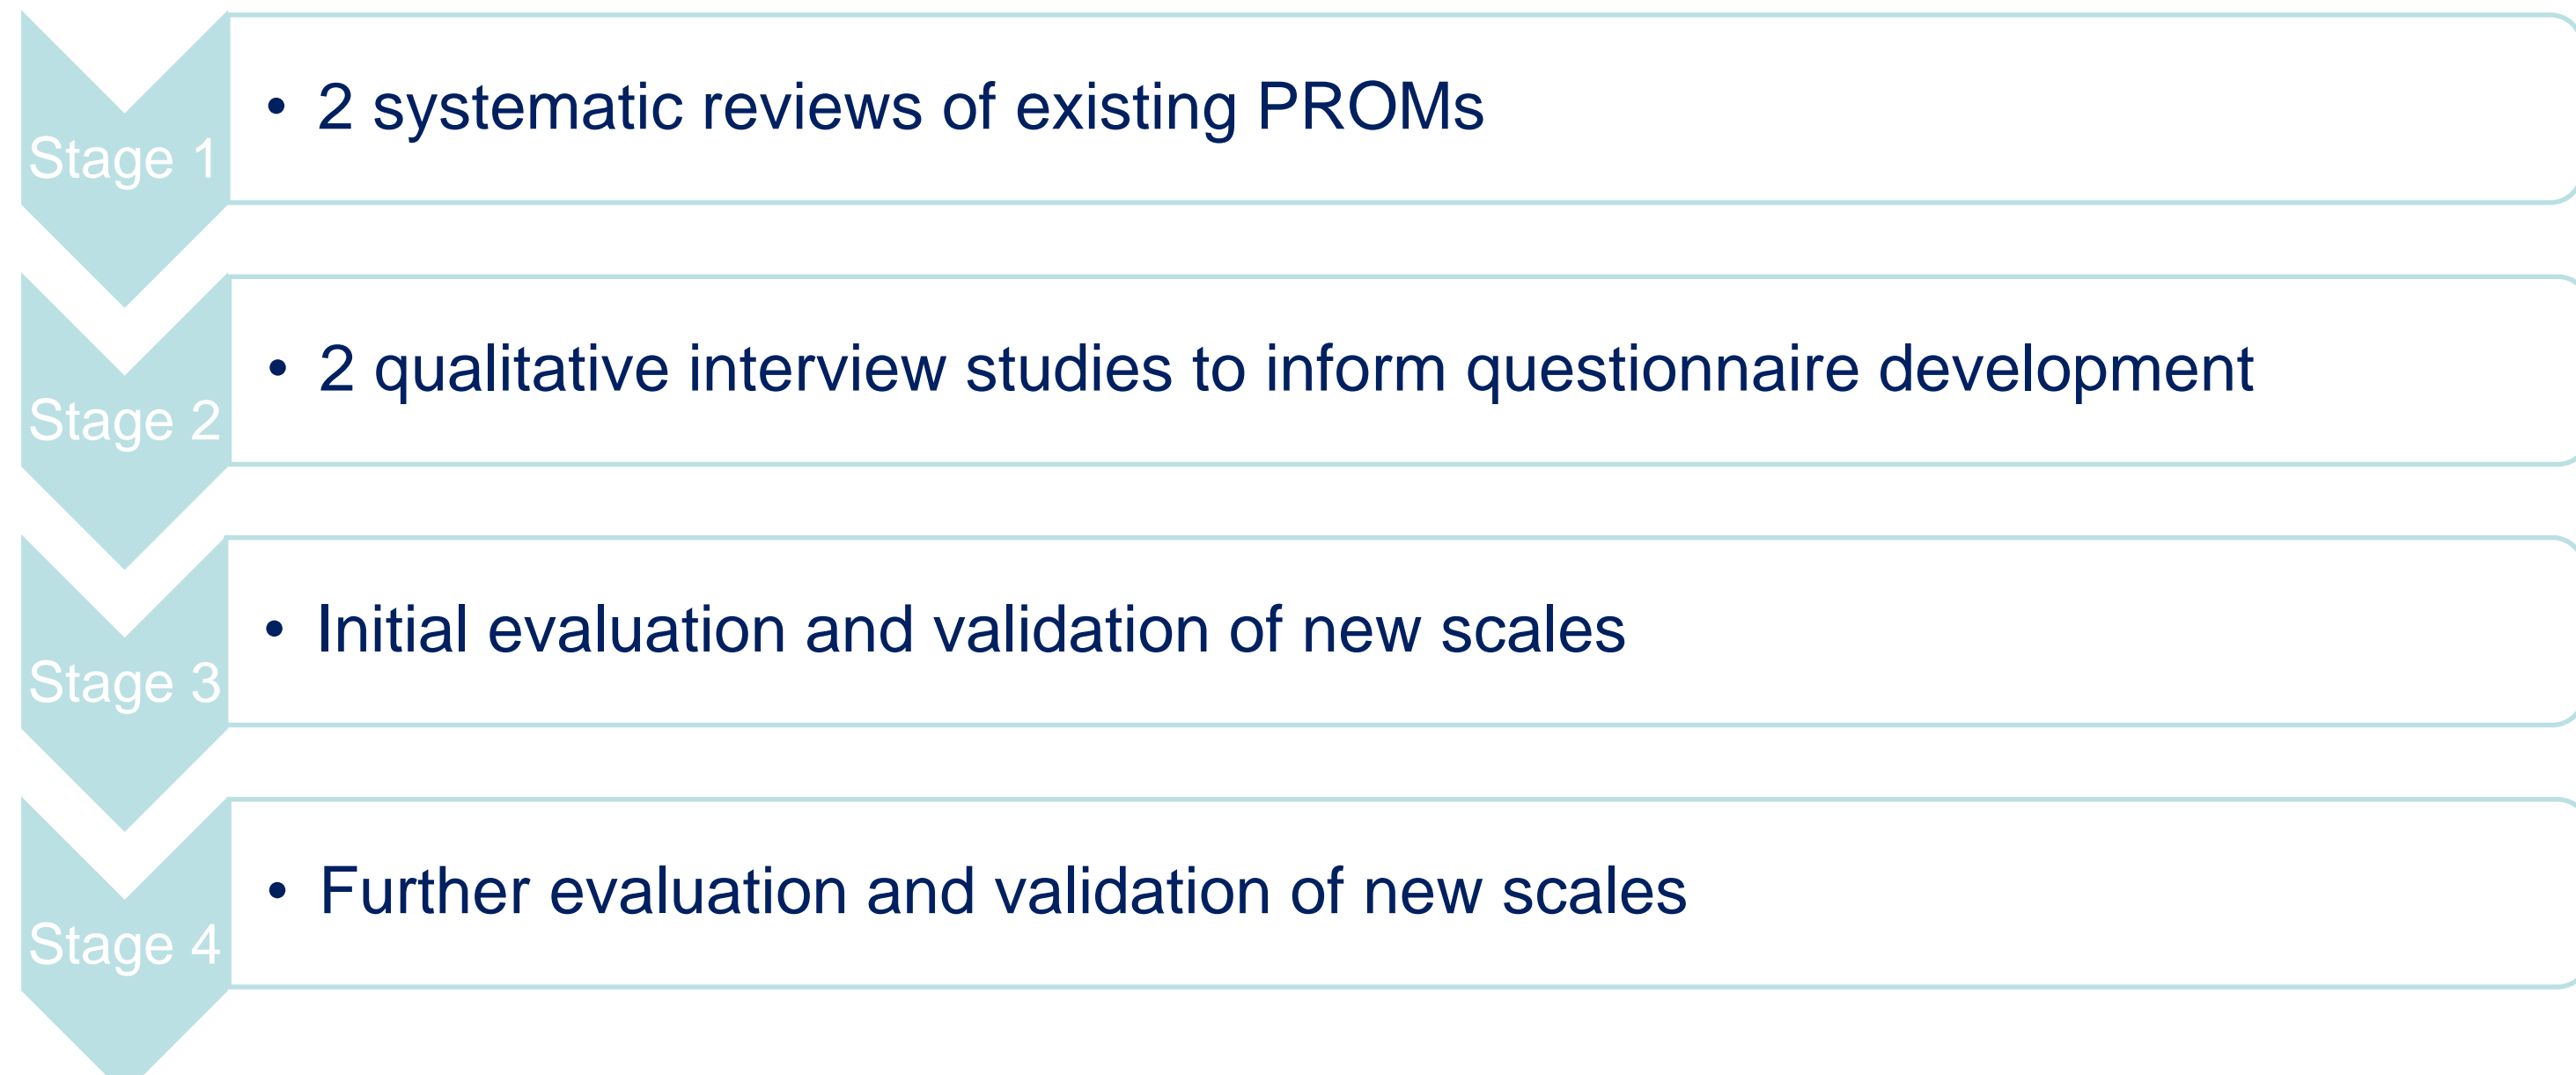 Stage 1
• 2 systematic reviews of existing PROMs
Stage 2
• 2 qualitative interview studies to inform questionnaire development
Stage 3
• Initial evaluation and validation of new scales
Stage 4
• Further evaluation and validation of new scales